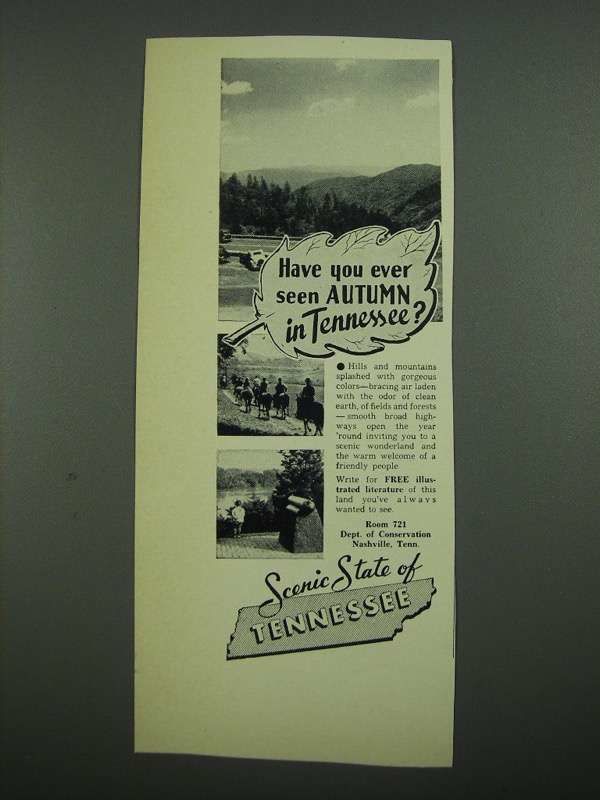 Have you ever
seen AUTUMN
in Tennessee?
● Hills and mountains
splashed with gorgeous
colors—bracing air laden
with the odor of clean
earth, of fields and forests
—smooth broad high-
ways open the year
'round inviting you to a
scenic wonderland and
the warm welcome of a
friendly people
Write for FREE illus-
trated literature of this
land you've always
wanted to see.
Room 721
Dept. of Conservation
Nashville, Tenn.
Scenic State of
TENNESSEE